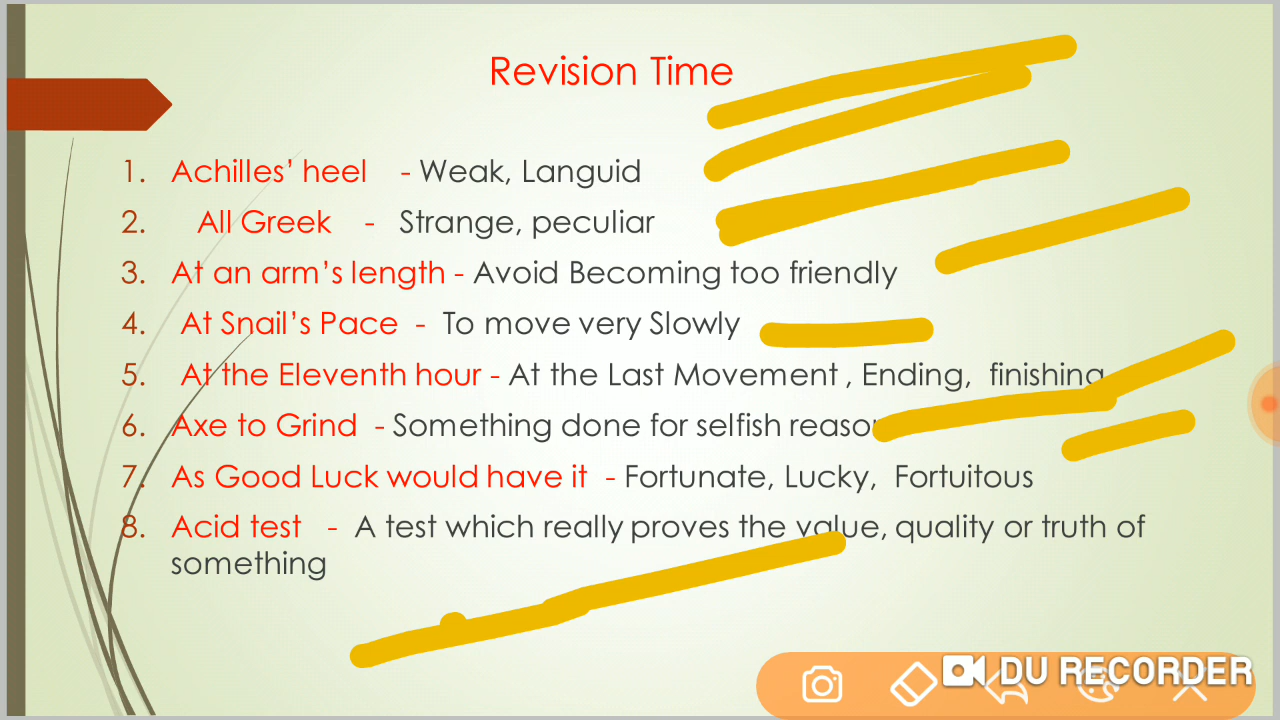 Revision Time
1. Achilles’ heel - Weak, Languid
2. All Greek - Strange, peculiar
3. At an arm’s length - Avoid Becoming too friendly
4. At Snail’s Pace - To move very Slowly
5. At the Eleventh hour - At the Last Movement , Ending, finishing
6. Axe to Grind - Something done for selfish reason
7. As Good Luck would have it - Fortunate, Lucky, Fortuitous
8. Acid test - A test which really proves the value, quality or truth of
something
DU RECORDER